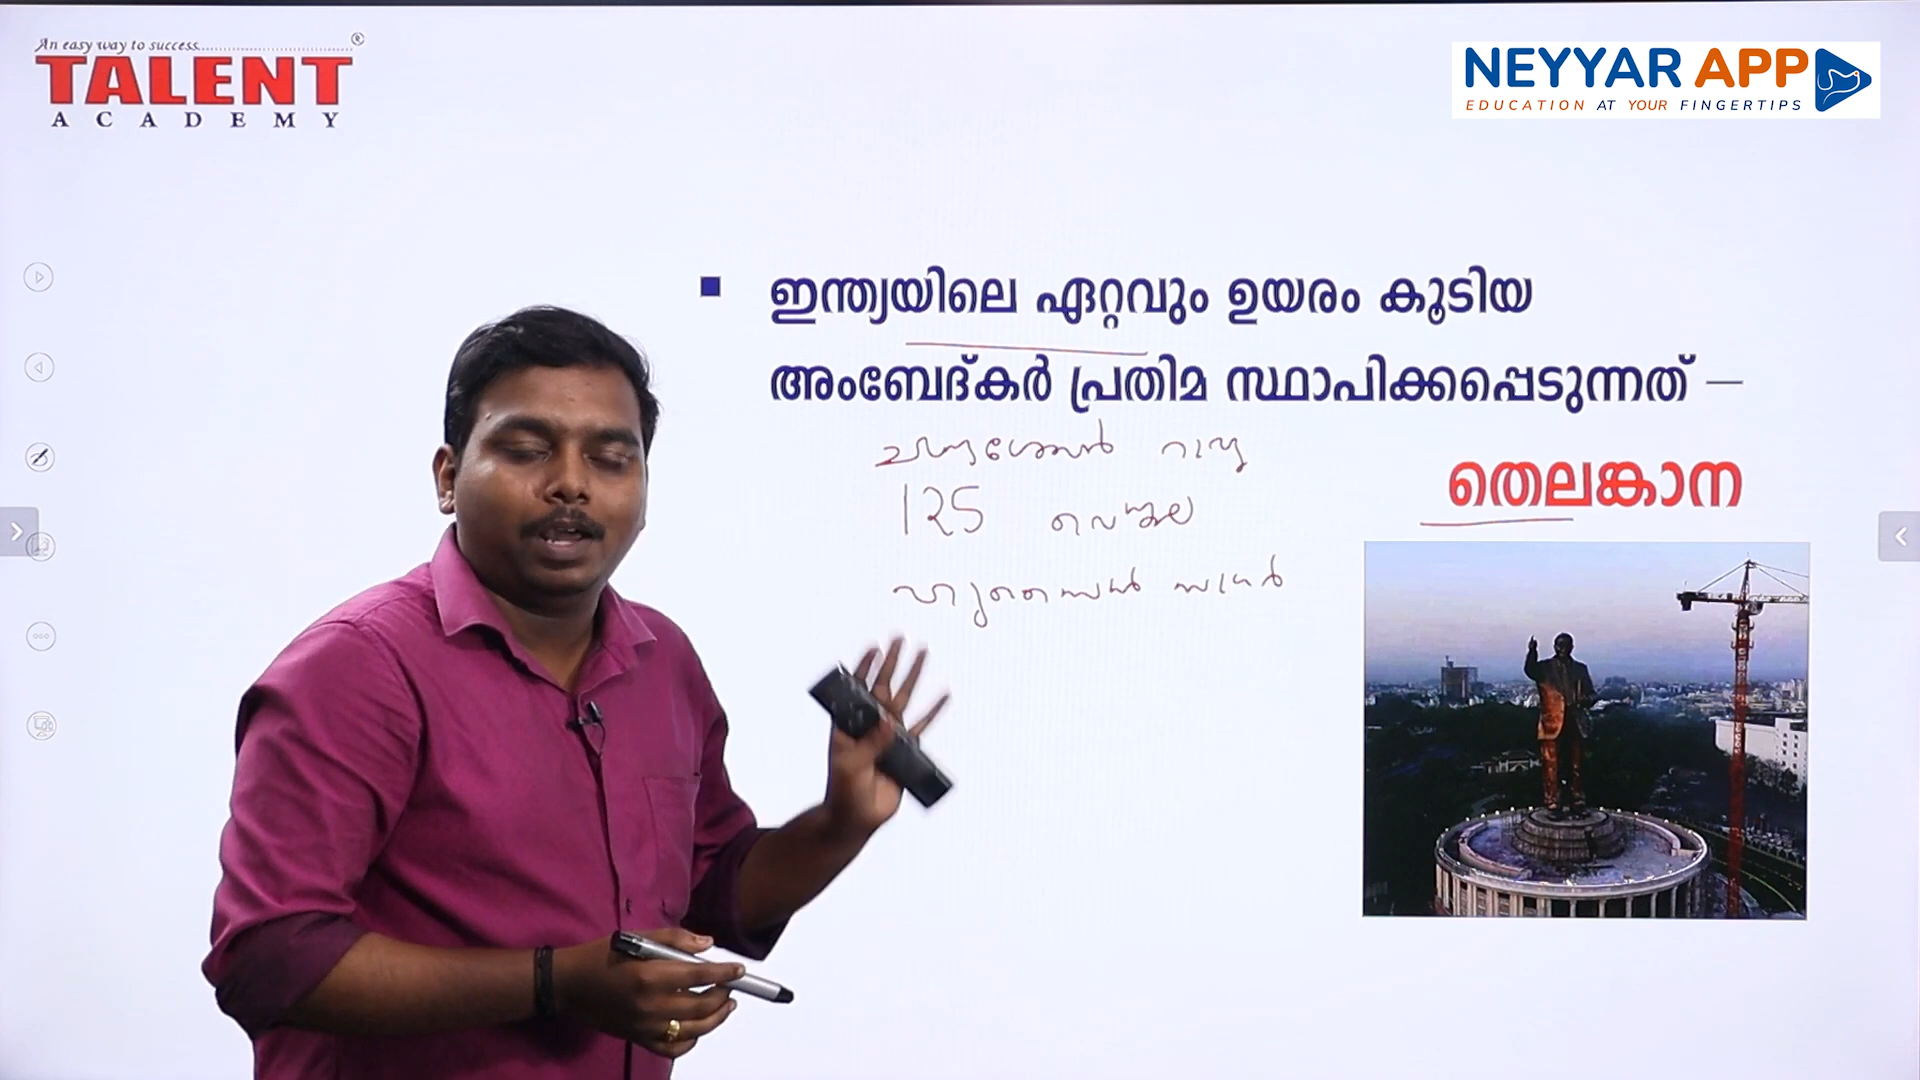 An easy way to success........................................®
TALENT
ACADEMY
NEYYAR APP
EDUCATION AT YOUR FINGERTIPS
ഇന്ത്യയിലെ ഏറ്റവും ഉയരം കൂടിയ
അംബേദ്കർ പ്രതിമ സ്ഥാപിക്കപ്പെടുന്നത് –
റാവു
തെലങ്കാന
125
ഹുസൈൻ സാഗർ